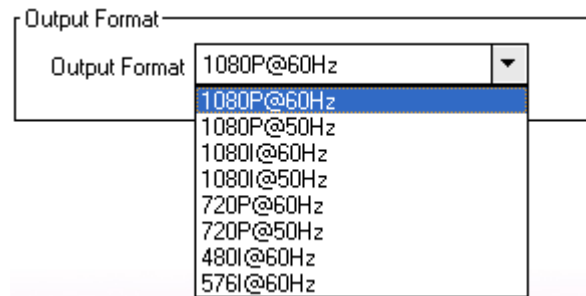 Output Format
Output Format 1080P@60Hz
1080P@60Hz
1080P@50Hz
1080I@60Hz
1080I@50Hz
720P@60Hz
720P@50Hz
480I@60Hz
576I@60Hz